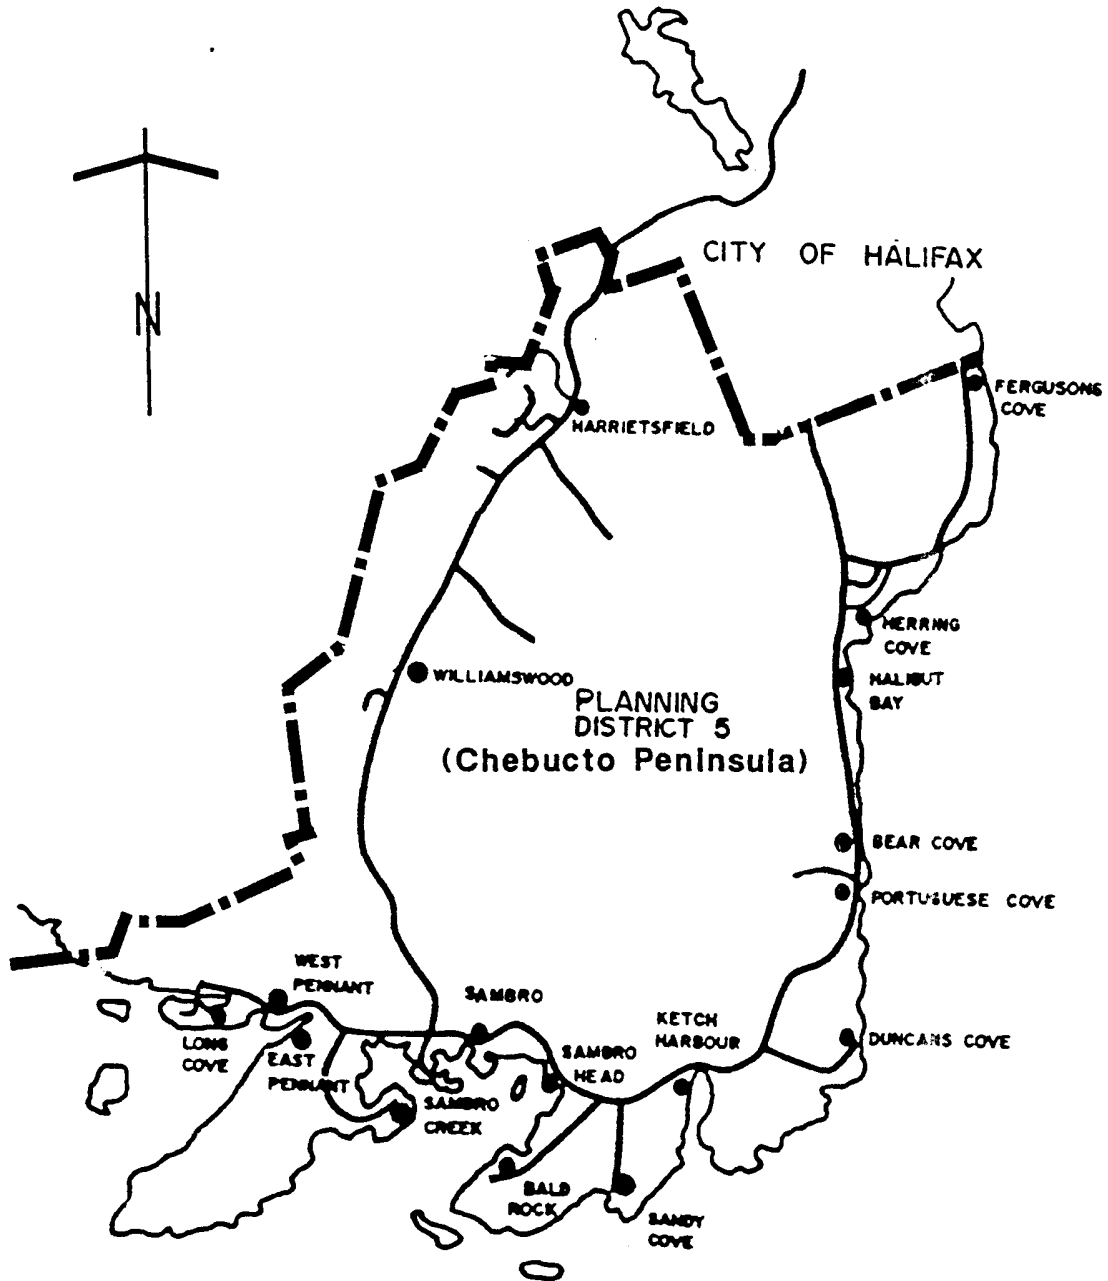 CITY OF HALIFAX
N
FERGUSONS
COVE
HARRIETSFIELD
HERRING
COVE
WILLIAMSWOOD
HALIBUT
BAY
PLANNING
DISTRICT 5
(Chebucto Peninsula)
BEAR COVE
PORTUGUESE COVE
WEST
PENNANT
SAMBRO
KETCH
HARBOUR
LONG
COVE
EAST
PENNANT
SAMBRO
HEAD
DUNCANS COVE
SAMBRO
CREEK
BALD
ROCK
SANDY
COVE